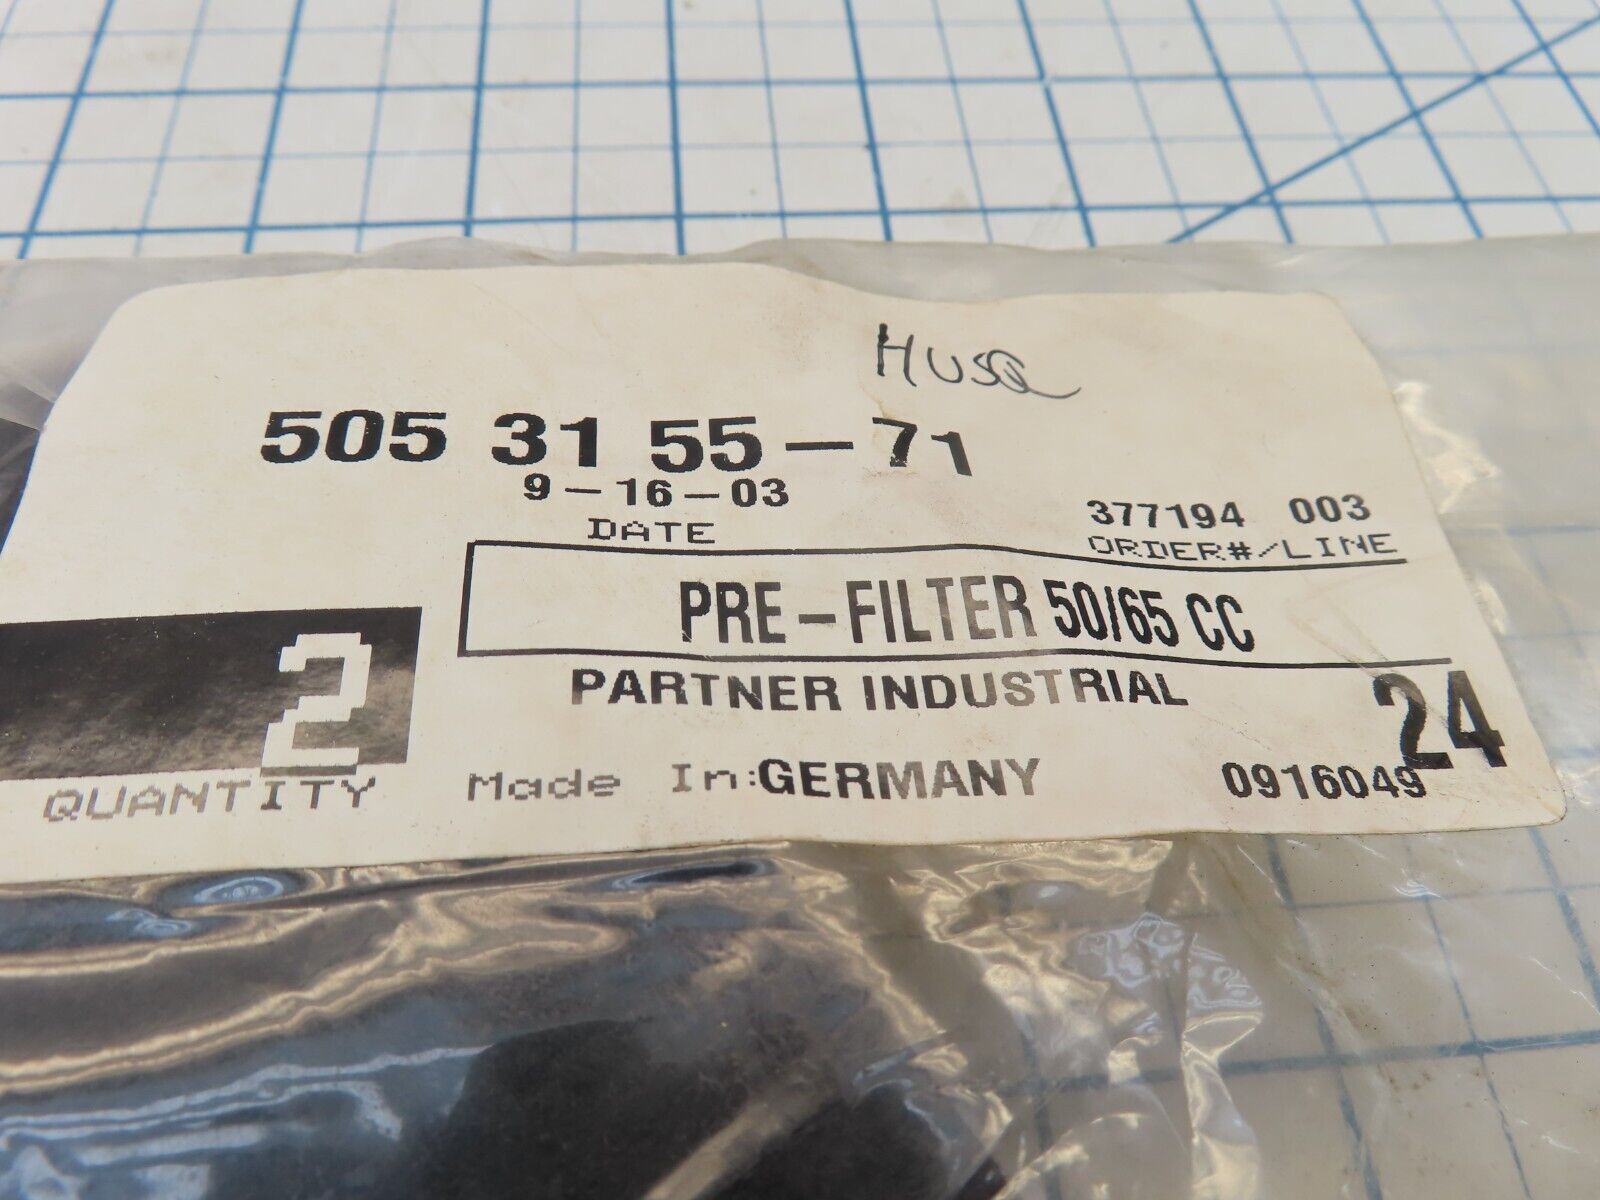 HUSQ
505 31 55-71
9-16-03
DATE
377194 003
ORDER#/LINE
PRE-FILTER 50/65 CC
2
QUANTITY
PARTNER INDUSTRIAL
24
Made In: GERMANY
0916049